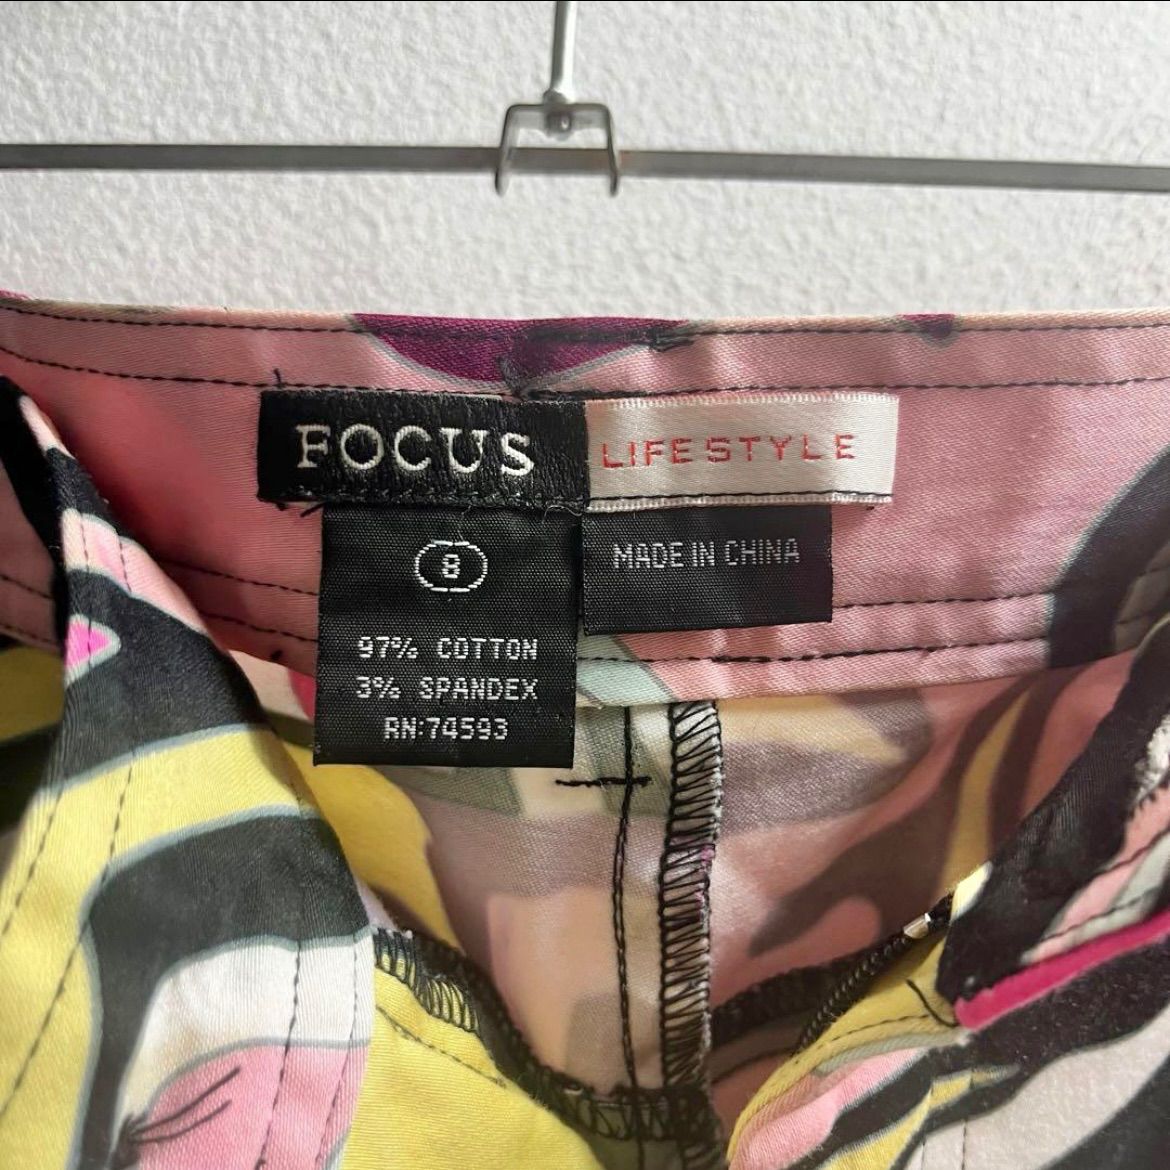 FOCUS LIFESTYLE
8
97% COTTON
3% SPANDEX
RN:74593
MADE IN CHINA